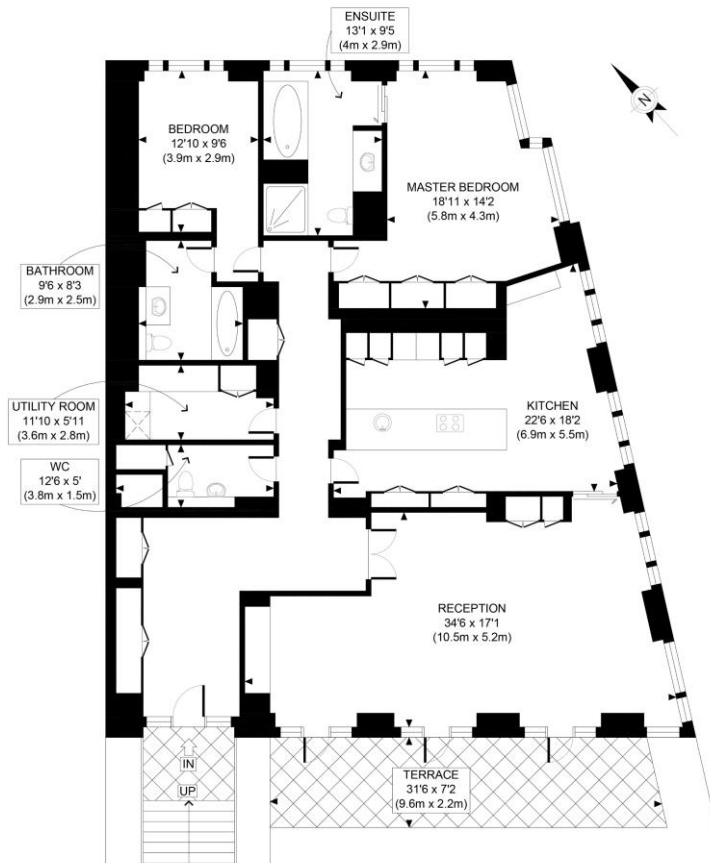 ENSUITE
13'1 x 9'5
(4m x 2.9m)
N
BEDROOM
12'10 x 9'6
(3.9m x 2.9m)
MASTER BEDROOM
18'11 x 14'2
(5.8m x 4.3m)
BATHROOM
9'6 x 8'3
(2.9m x 2.5m)
UTILITY ROOM
11'10 x 5'11
(3.6m x 2.8m)
KITCHEN
22'6 x 18'2
(6.9m x 5.5m)
WC
12'6 x 5'
(3.8m x 1.5m)
RECEPTION
34'6 x 17'1
(10.5m x 5.2m)
IN
UP
TERRACE
31'6 x 7'2
(9.6m x 2.2m)